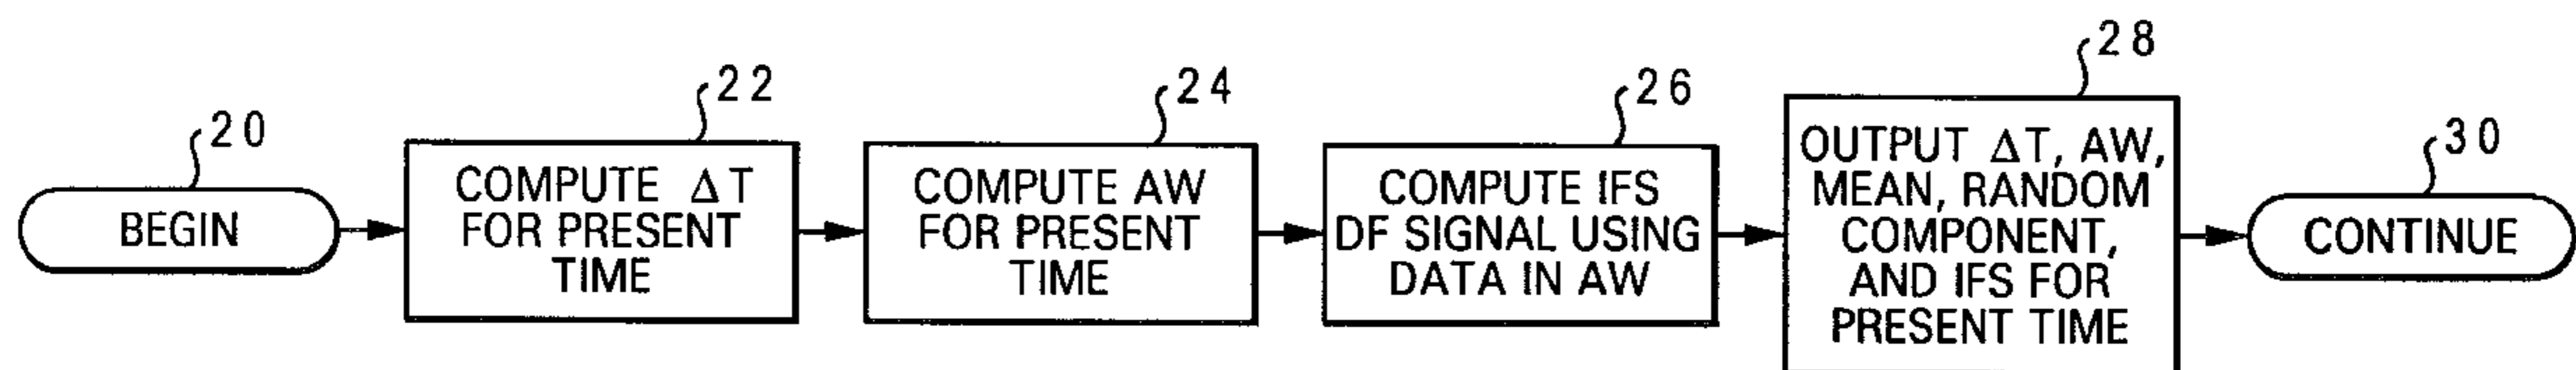 20
BEGIN
22
COMPUTE ΔT
FOR PRESENT
TIME
24
COMPUTE AW
FOR PRESENT
TIME
26
COMPUTE IFS
DF SIGNAL USING
DATA IN AW
28
OUTPUT ΔT, AW,
MEAN, RANDOM
COMPONENT,
AND IFS FOR
PRESENT TIME
30
CONTINUE